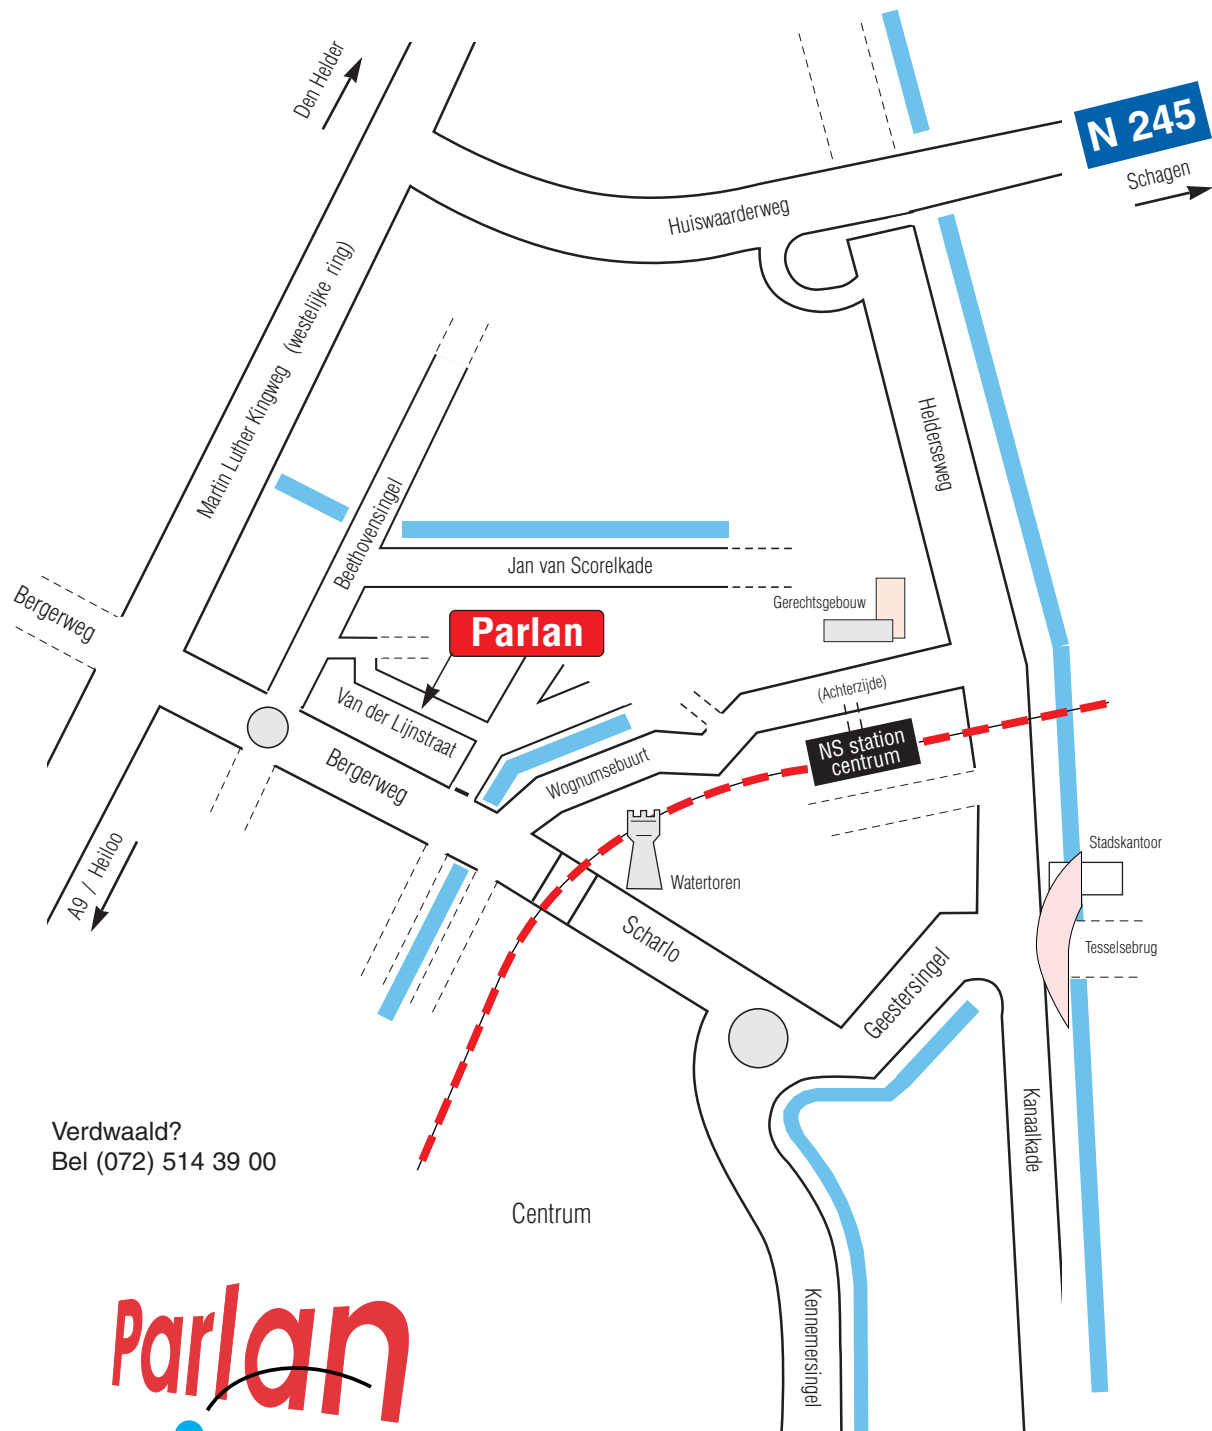 Den Helder
N 245
Schagen
Huiswaarderweg
Martin Luther Kingweg (westelijke ring)
Helderseweg
Beethovensingel
Jan van Scorelkade
Bergerweg
Gerechtsgebouw
Parlan
(Achterzijde)
Van der Lijnstraat
NS station
centrum
Bergerweg
Wognumsebuurt
A9 / Heiloo
Watertoren
Stadskantoor
Scharlo
Tesselsebrug
Geestersingel
Kanaalkade
Verdwaald?
Bel (072) 514 39 00
Centrum
Kennemersingel
Parlan